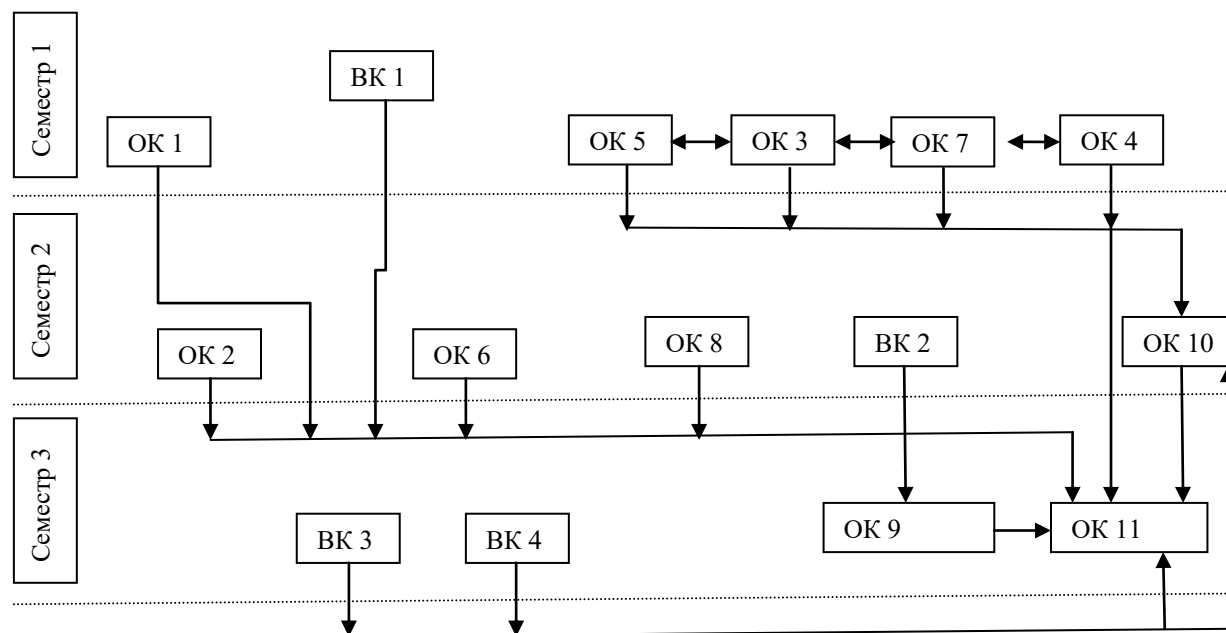 Семестр 1
ВК 1
ОК 1
ОК 5
ОК 3
ОК 7
ОК 4
Семестр 2
ОК 2
ОК 6
ОК 8
ВК 2
ОК 10
Семестр 3
ВК 3
ВК 4
ОК 9
ОК 11